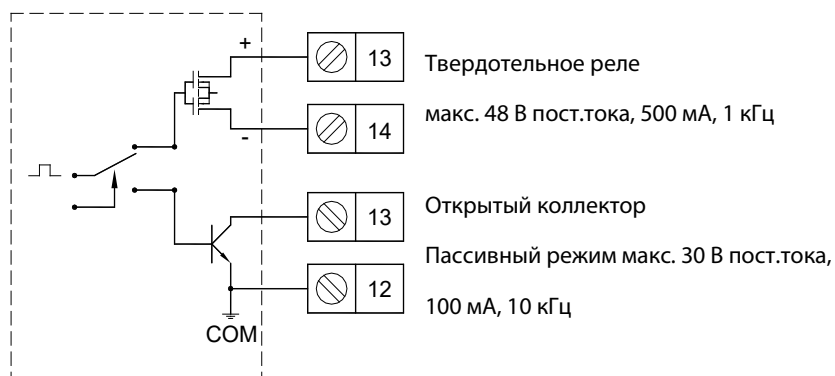 +
13
Твердотельное реле
14
макс. 48 В пост.тока, 500 мА, 1 кГц
-
13
Открытый коллектор
Пассивный режим макс. 30 В пост.тока,
12
100 мА, 10 кГц
COM